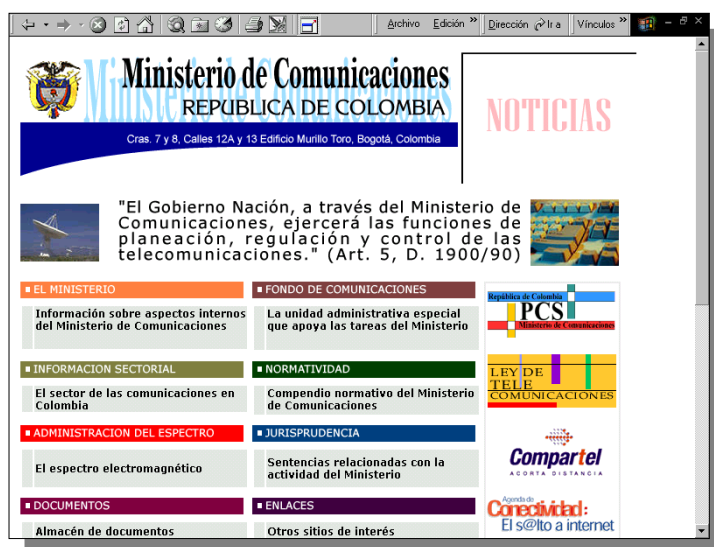 Archivo Edición » Dirección Ir a Vínculos »
Ministerio de Comunicaciones
REPUBLICA DE COLOMBIA
Cras. 7 y 8, Calles 12A y 13 Edificio Murillo Toro, Bogotá, Colombia
NOTICIAS
"El Gobierno Nación, a través del Ministerio de
Comunicaciones, ejercerá las funciones de
planeación, regulación y control de las
telecomunicaciones." (Art. 5, D. 1900/90)
EL MINISTERIO
Información sobre aspectos internos
del Ministerio de Comunicaciones
FONDO DE COMUNICACIONES
La unidad administrativa especial
que apoya las tareas del Ministerio
INFORMACION SECTORIAL
El sector de las comunicaciones en
Colombia
NORMATIVIDAD
Compendio normativo del Ministerio
de Comunicaciones
ADMINISTRACION DEL ESPECTRO
El espectro electromagnético
JURISPRUDENCIA
Sentencias relacionadas con la
actividad del Ministerio
DOCUMENTOS
Almacén de documentos
ENLACES
Otros sitios de interés
República de Colombia
PCS
Ministerio de Comunicaciones
LEY DE
TELE
COMUNICACIONES
Compartel
ACORTA DISTANCIA
Agenda de
Conectividad:
El s@lto a internet